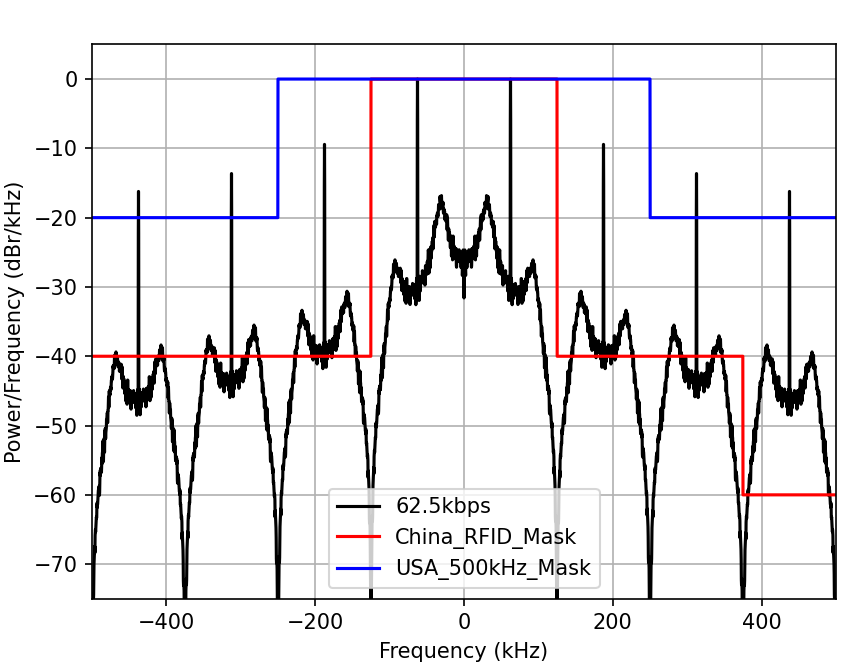 0
−10
−20
−30
−40
−50
−60
−70
Power/Frequency (dBr/kHz)
62.5kbps
China_RFID_Mask
USA_500kHz_Mask
−400 −200 0 200 400
Frequency (kHz)